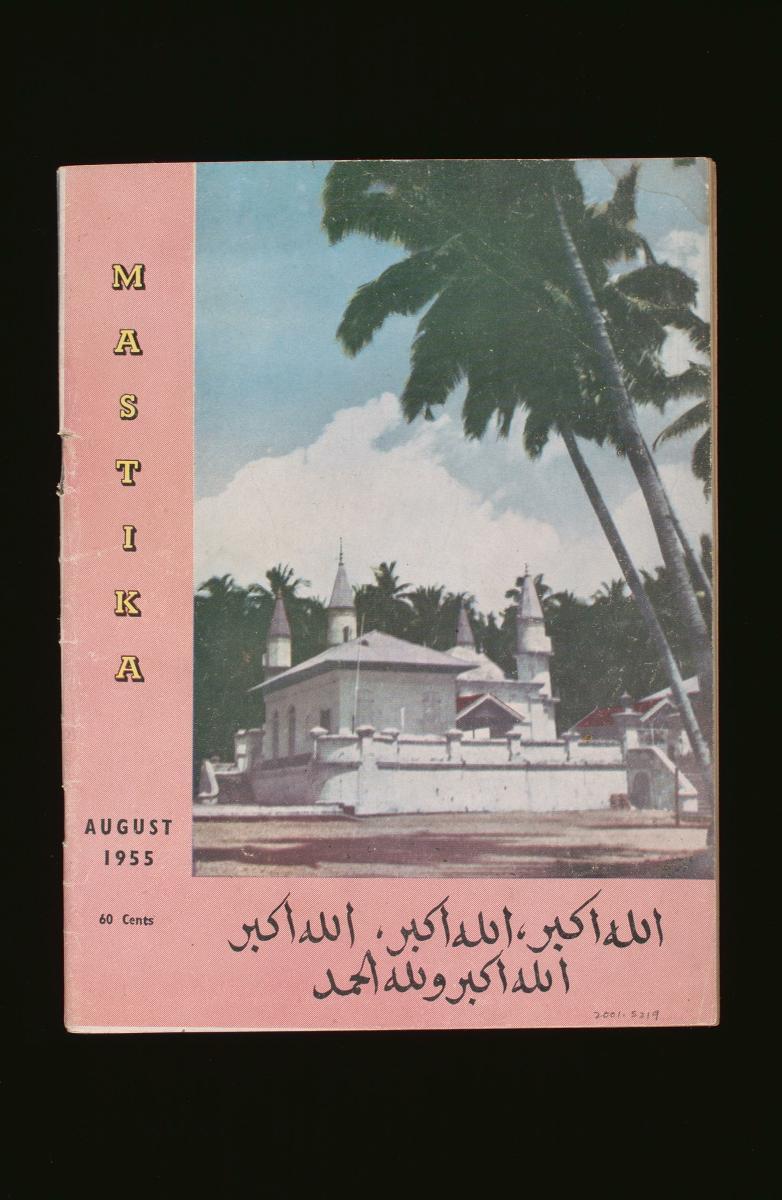 MASTIKA
AUGUST
1955
60 Cents
الله اكبر، الله اكبر، الله اكبر
الله اكبر ولله الحمد
2001.5219